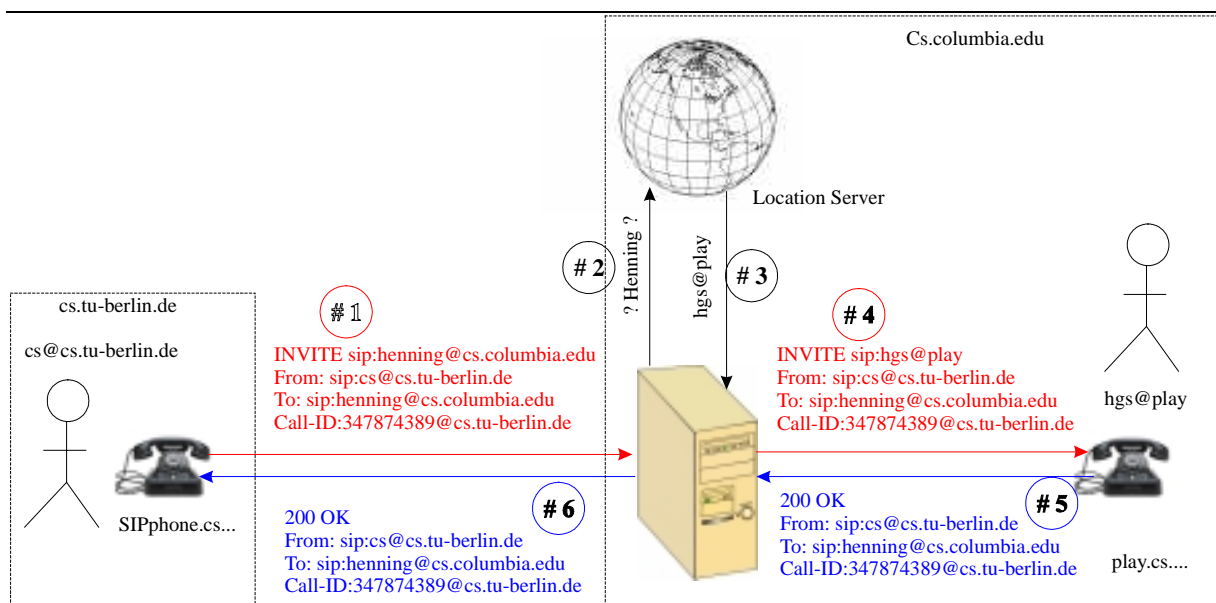 Cs.columbia.edu
Location Server
# 2
? Henning ?
hgs@play
# 3
cs.tu-berlin.de
cs@cs.tu-berlin.de
# 1
INVITE sip:henning@cs.columbia.edu
From: sip:cs@cs.tu-berlin.de
To: sip:henning@cs.columbia.edu
Call-ID:347874389@cs.tu-berlin.de
# 4
INVITE sip:hgs@play
From: sip:cs@cs.tu-berlin.de
To: sip:henning@cs.columbia.edu
Call-ID:347874389@cs.tu-berlin.de
hgs@play
SIPphone.cs...
# 6
200 OK
From: sip:cs@cs.tu-berlin.de
To: sip:henning@cs.columbia.edu
Call-ID:347874389@cs.tu-berlin.de
# 5
200 OK
From: sip:cs@cs.tu-berlin.de
To: sip:henning@cs.columbia.edu
Call-ID:347874389@cs.tu-berlin.de
play.cs....